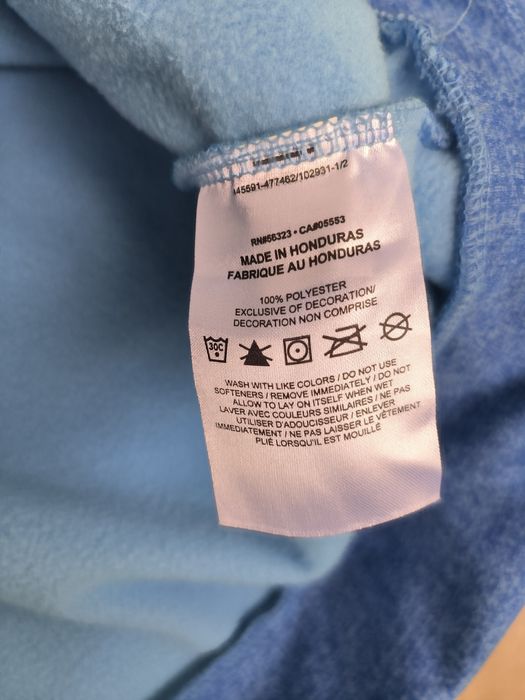 145591-477462/102931-1/2
RN#56323 • CA#05553
MADE IN HONDURAS
FABRIQUE AU HONDURAS
100% POLYESTER
EXCLUSIVE OF DECORATION/
DECORATION NON COMPRISE
30C
WASH WITH LIKE COLORS / DO NOT USE
SOFTENERS / REMOVE IMMEDIATELY / DO NOT
ALLOW TO LAY ON ITSELF WHEN WET
LAVER AVEC COULEURS SIMILAIRES / NE PAS
UTILISER D'ADOUCISSEUR / ENLEVER
IMMEDIATEMENT / NE PAS LAISSER LE VÊTEMENT
PLIÉ LORSQU'IL EST MOUILLÉ